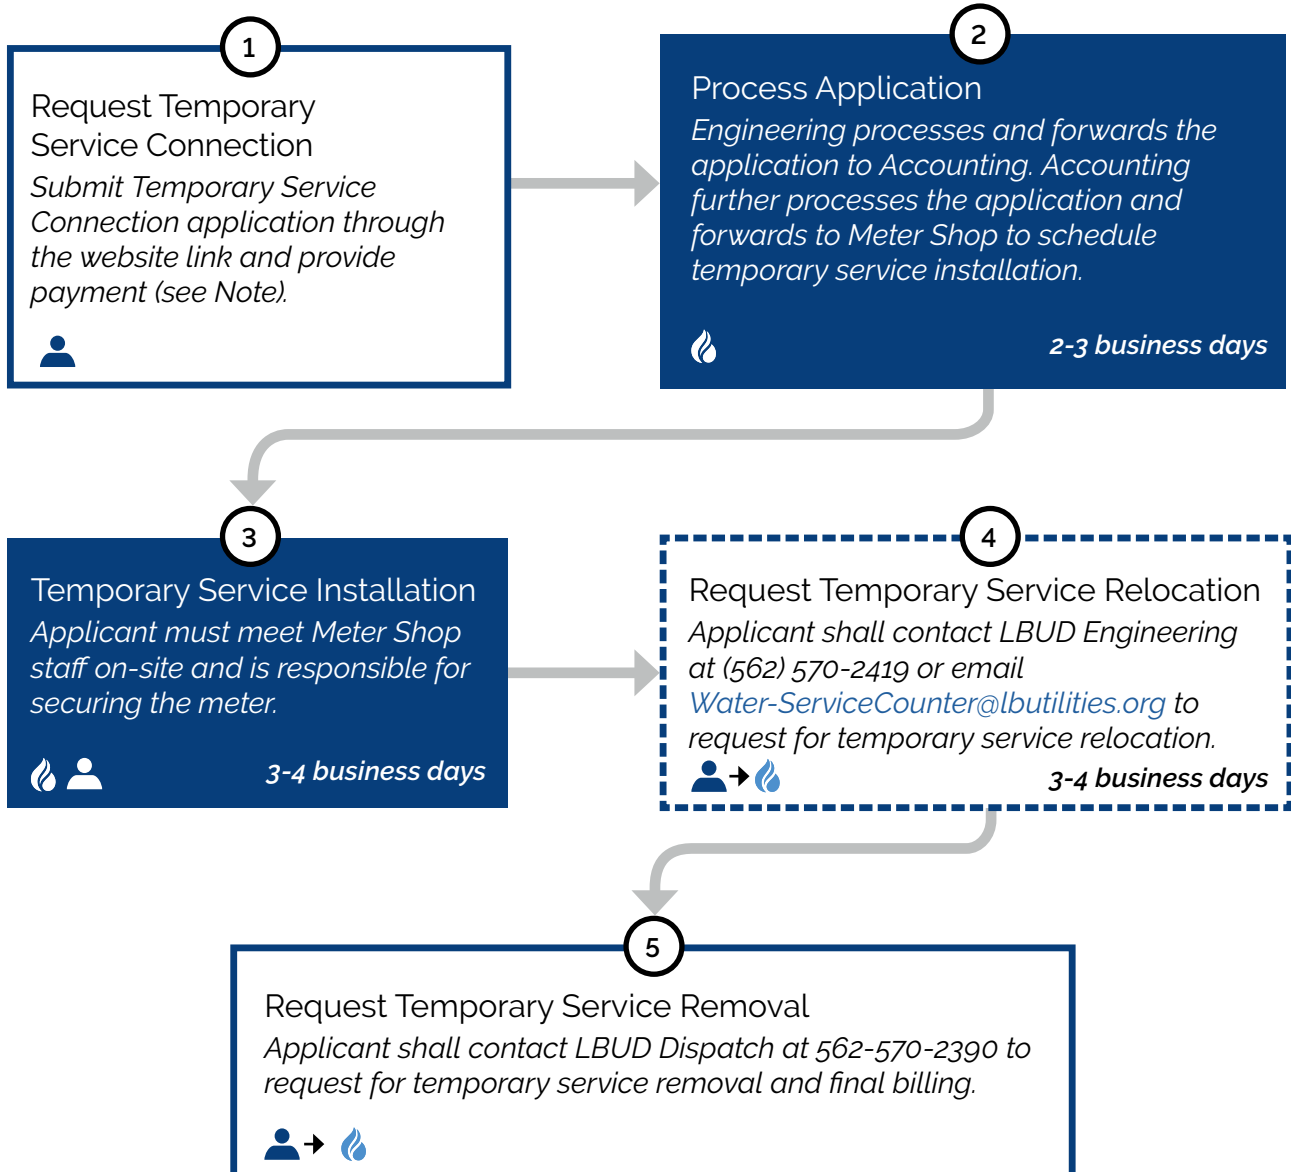 1
Request Temporary
Service Connection
Submit Temporary Service
Connection application through
the website link and provide
payment (see Note).
2
Process Application
Engineering processes and forwards the
application to Accounting. Accounting
further processes the application and
forwards to Meter Shop to schedule
temporary service installation.
2-3 business days
3
Temporary Service Installation
Applicant must meet Meter Shop
staff on-site and is responsible for
securing the meter.
3-4 business days
4
Request Temporary Service Relocation
Applicant shall contact LBUD Engineering
at (562) 570-2419 or email
Water-ServiceCounter@lbutilities.org to
request for temporary service relocation.
3-4 business days
5
Request Temporary Service Removal
Applicant shall contact LBUD Dispatch at 562-570-2390 to
request for temporary service removal and final billing.